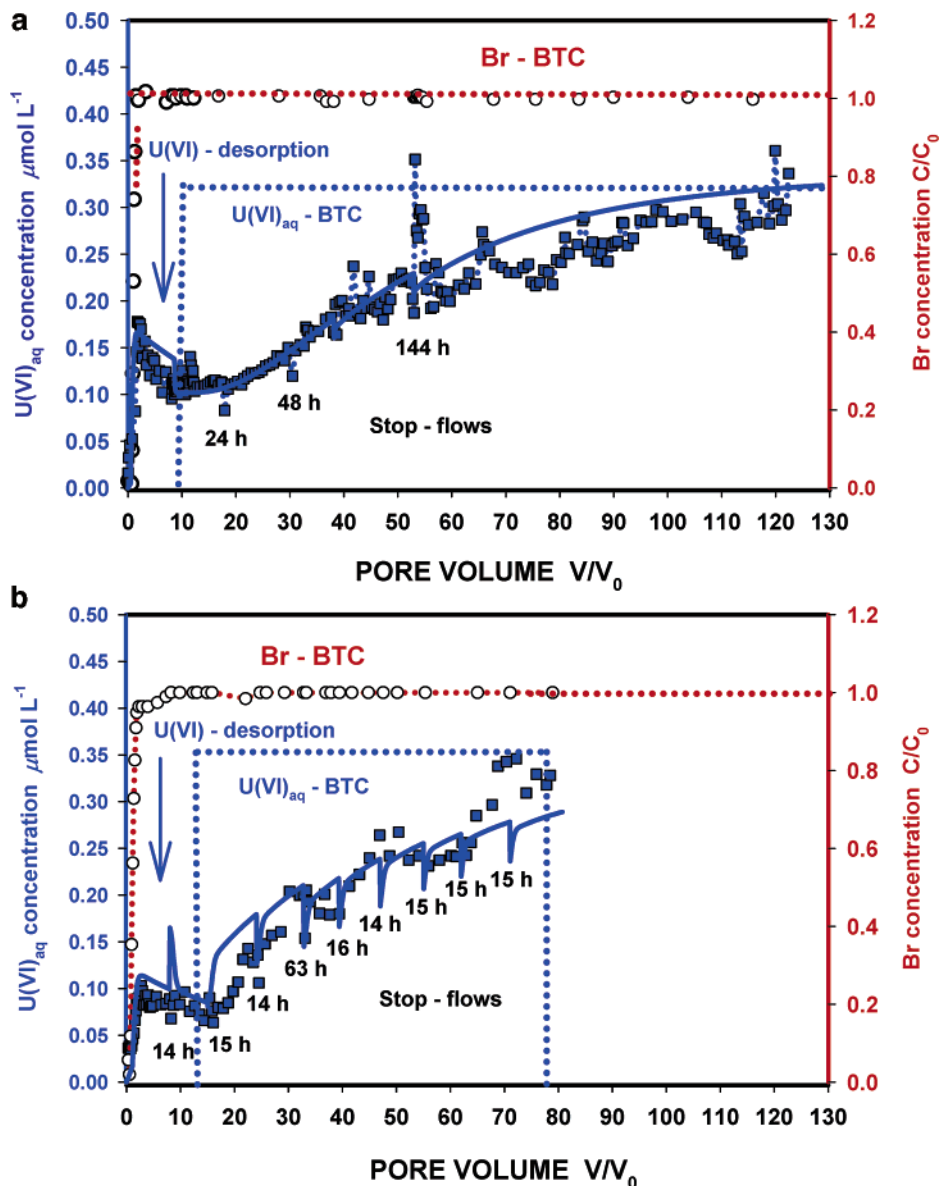 a
Br - BTC
U(VI) - desorption
U(VI)aq - BTC
24 h
48 h
144 h
Stop - flows
U(VI)aq concentration μmol L-1
0.50
0.45
0.40
0.35
0.30
0.25
0.20
0.15
0.10
0.05
0.00
Br concentration C/C0
1.2
1.0
0.8
0.6
0.4
0.2
0.0
0 10 20 30 40 50 60 70 80 90 100 110 120 130
PORE VOLUME V/V0
b
Br - BTC
U(VI) - desorption
U(VI)aq - BTC
14 h
15 h
14 h
63 h
16 h
14 h
15 h
15 h
15 h
Stop - flows
U(VI)aq concentration μmol L-1
0.50
0.45
0.40
0.35
0.30
0.25
0.20
0.15
0.10
0.05
0.00
Br concentration C/C0
1.2
1.0
0.8
0.6
0.4
0.2
0.0
0 10 20 30 40 50 60 70 80 90 100 110 120 130
PORE VOLUME V/V0